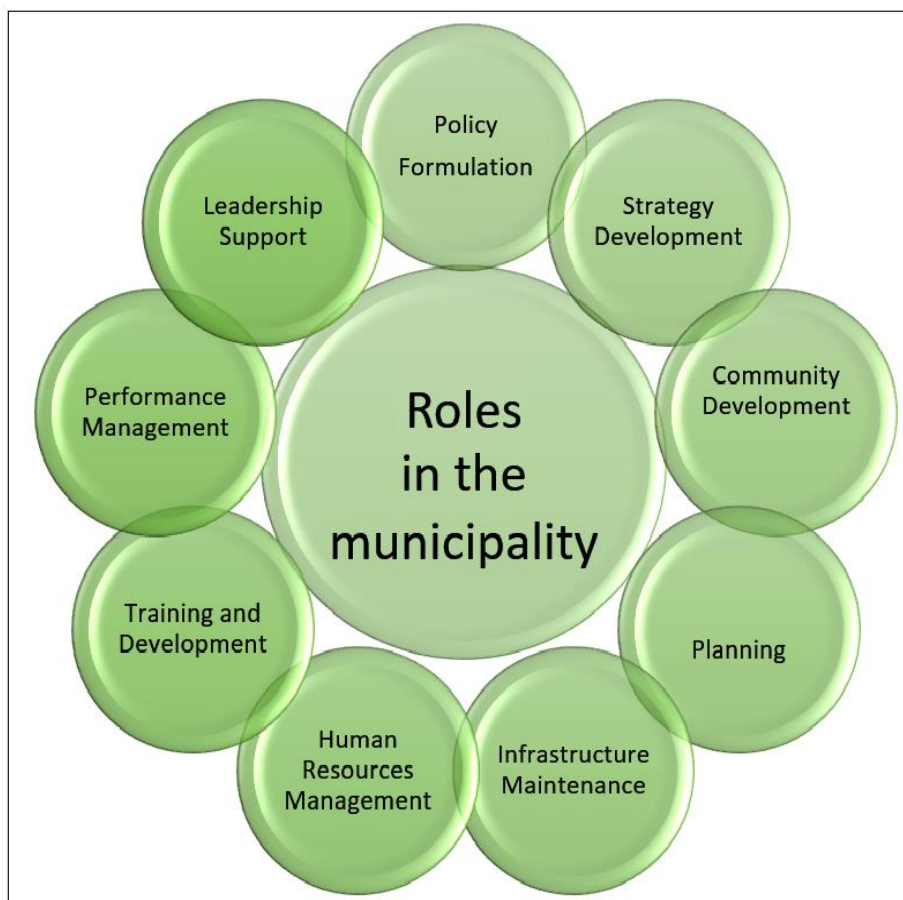 Policy
Formulation
Strategy
Development
Community
Development
Planning
Infrastructure
Maintenance
Human
Resources
Management
Training and
Development
Performance
Management
Leadership
Support
Roles
in the
municipality